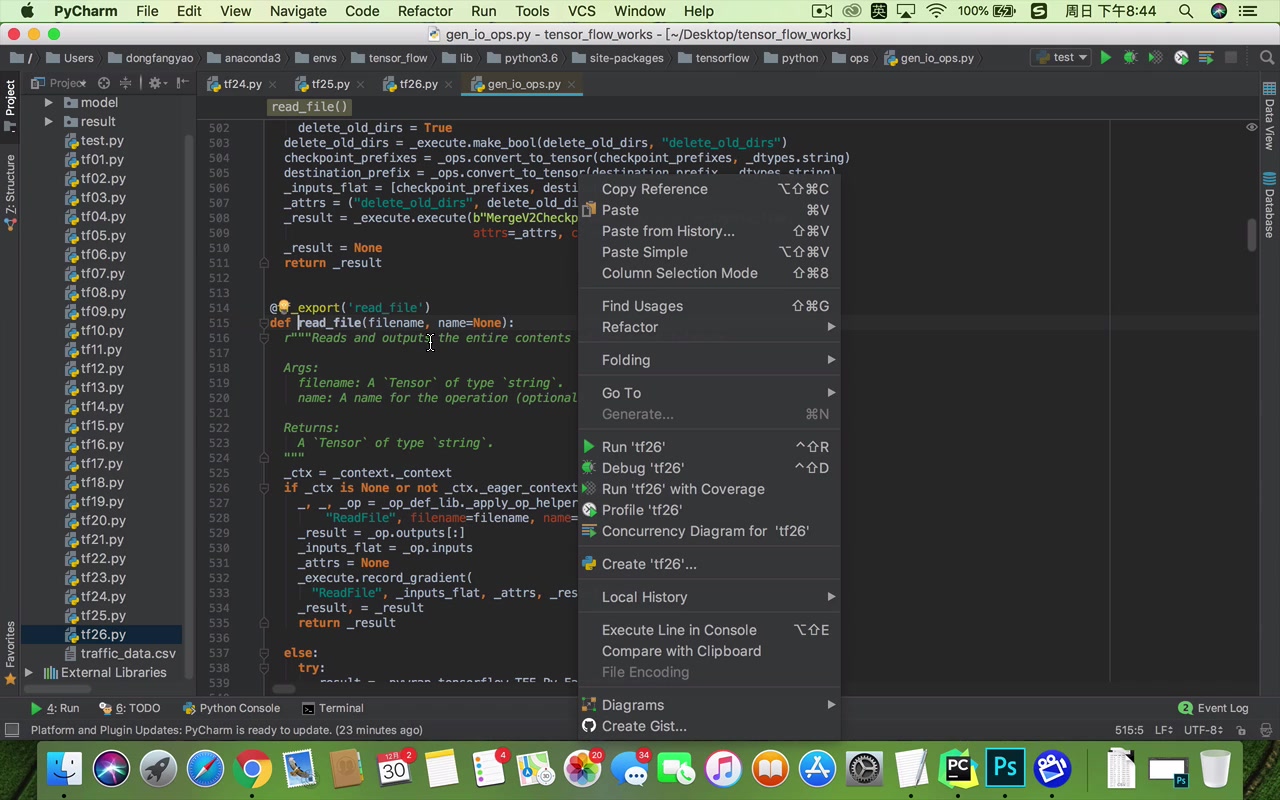 PyCharm File Edit View Navigate Code Refactor Run Tools VCS Window Help 英 100% 周日 下午8:44
gen_io_ops.py - tensor_flow_works - [~/Desktop/tensor_flow_works]
/ Users dongfangyao anaconda3 envs tensor_flow lib python3.6 site-packages tensorflow python ops gen_io_ops.py test
Project tf24.py tf25.py tf26.py gen_io_ops.py
read_file()
1: Project
Z: Structure
Favorites
Data View
Database
model
result
test.py
tf01.py
tf02.py
tf03.py
tf04.py
tf05.py
tf06.py
tf07.py
tf08.py
tf09.py
tf10.py
tf11.py
tf12.py
tf13.py
tf14.py
tf15.py
tf16.py
tf17.py
tf18.py
tf19.py
tf20.py
tf21.py
tf22.py
tf23.py
tf24.py
tf25.py
tf26.py
traffic_data.csv
External Libraries
502 delete_old_dirs = True
503 delete_old_dirs = _execute.make_bool(delete_old_dirs, "delete_old_dirs")
504 checkpoint_prefixes = _ops.convert_to_tensor(checkpoint_prefixes, _dtypes.string)
505 destination_prefix = _ops.convert_to_tensor(destination_prefix, _dtypes.string)
506 _inputs_flat = [checkpoint_prefixes,
507 _attrs = ("delete_old_dirs",
508 _result = _execute.execute(
509 attrs=_attrs,
510 _result = None
511 return _result
512
513
514 _export('read_file')
515 def read_file(filename, name=None):
516 r"""Reads and outputs the entire contents
517
518 Args:
519 filename: A `Tensor` of type `string`.
520 name: A name for the operation (optional
521
522 Returns:
523 A `Tensor` of type `string`.
524 """
525 _ctx = _context._context
526 if _ctx is None or not _ctx._eager_context
527 _, _, _op = _op_def_lib._apply_op_helper
528 "ReadFile", filename=filename, name=
529 _result = _op.outputs[:]
530 _inputs_flat = _op.inputs
531 _attrs = None
532 _execute.record_gradient(
533 "ReadFile", _inputs_flat, _attrs,
534 _result, = _result
535 return _result
536
537 else:
538 try:
539
Copy Reference ⌥⇧⌘C
Paste ⌘V
Paste from History... ⇧⌘V
Paste Simple ⌥⇧⌘V
Column Selection Mode ⇧⌘8
Find Usages ⇧⌘G
Refactor
Folding
Go To
Generate... ⌘N
Run 'tf26' ^⇧R
Debug 'tf26' ^⇧D
Run 'tf26' with Coverage
Profile 'tf26'
Concurrency Diagram for 'tf26'
Create 'tf26'...
Local History
Execute Line in Console ⌥⇧E
Compare with Clipboard
File Encoding
Diagrams
Create Gist...
4: Run 6: TODO Python Console Terminal 2 Event Log
Platform and Plugin Updates: PyCharm is ready to update. (23 minutes ago) 515:5 LF÷ UTF-8÷
12月 30 2 4 20 34 PC Ps Ps